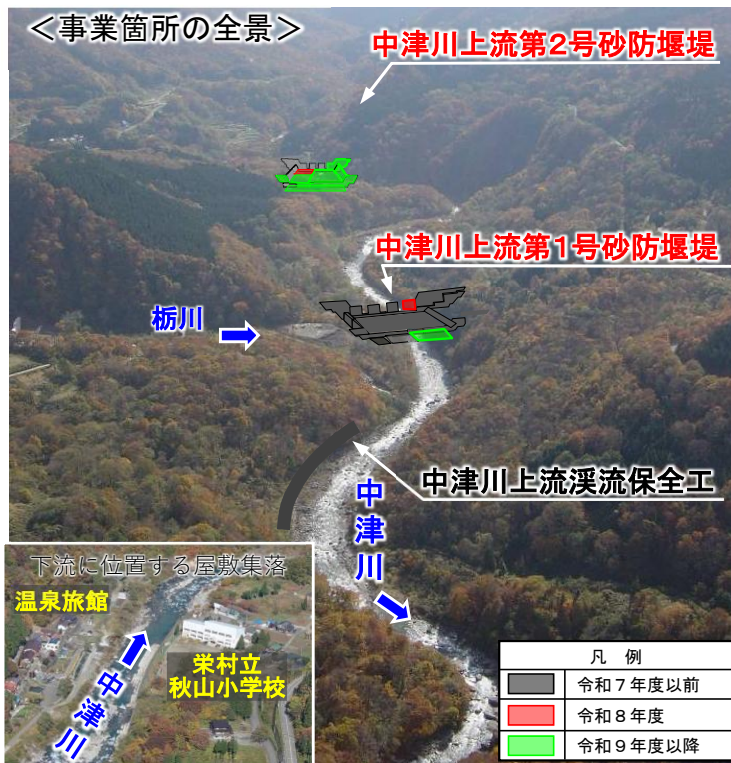 ＜事業箇所の全景＞
中津川上流第2号砂防堰堤
中津川上流第1号砂防堰堤
栃川
中津川上流渓流保全工
中津川
下流に位置する屋敷集落
温泉旅館
栄村立
秋山小学校
中津川
凡 例
令和７年度以前
令和８年度
令和９年度以降